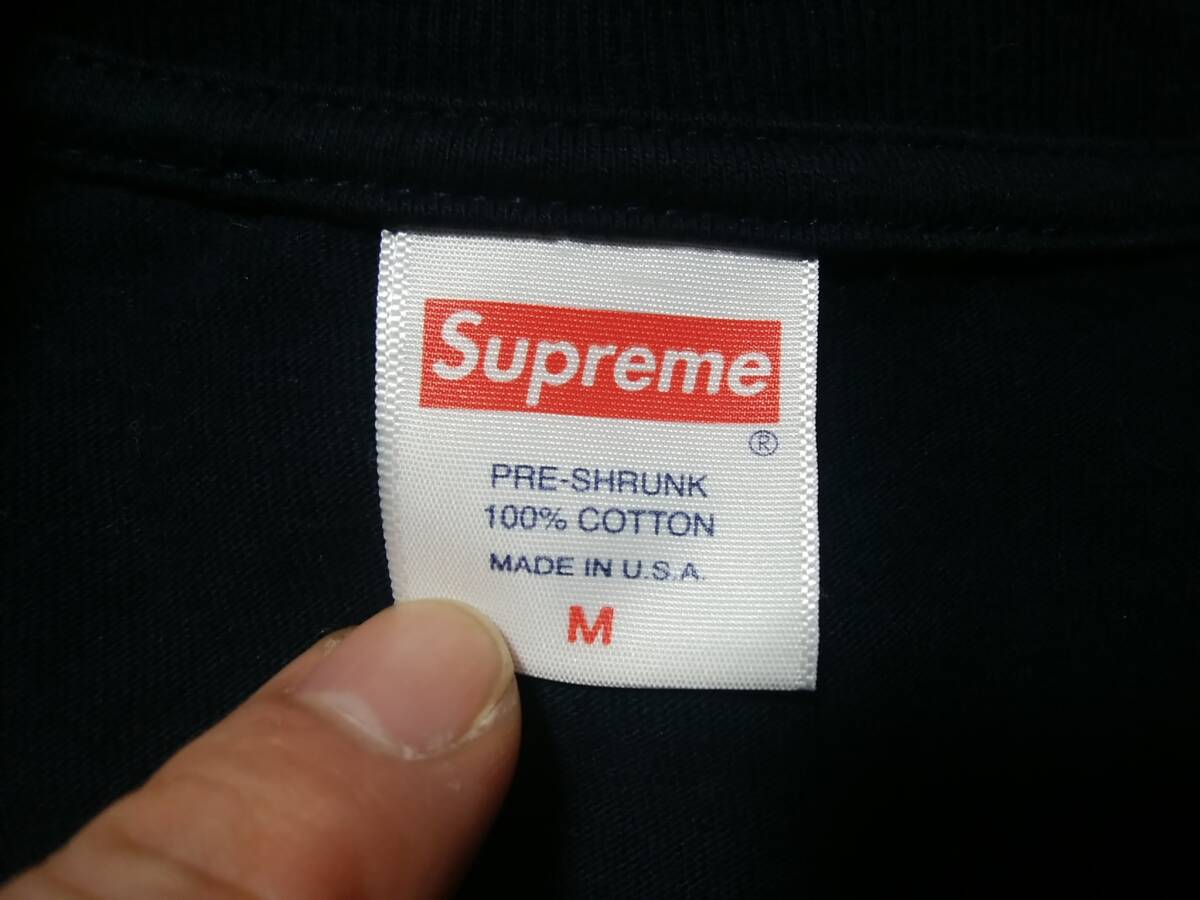 Supreme
®
PRE-SHRUNK
100% COTTON
MADE IN U.S.A.
M